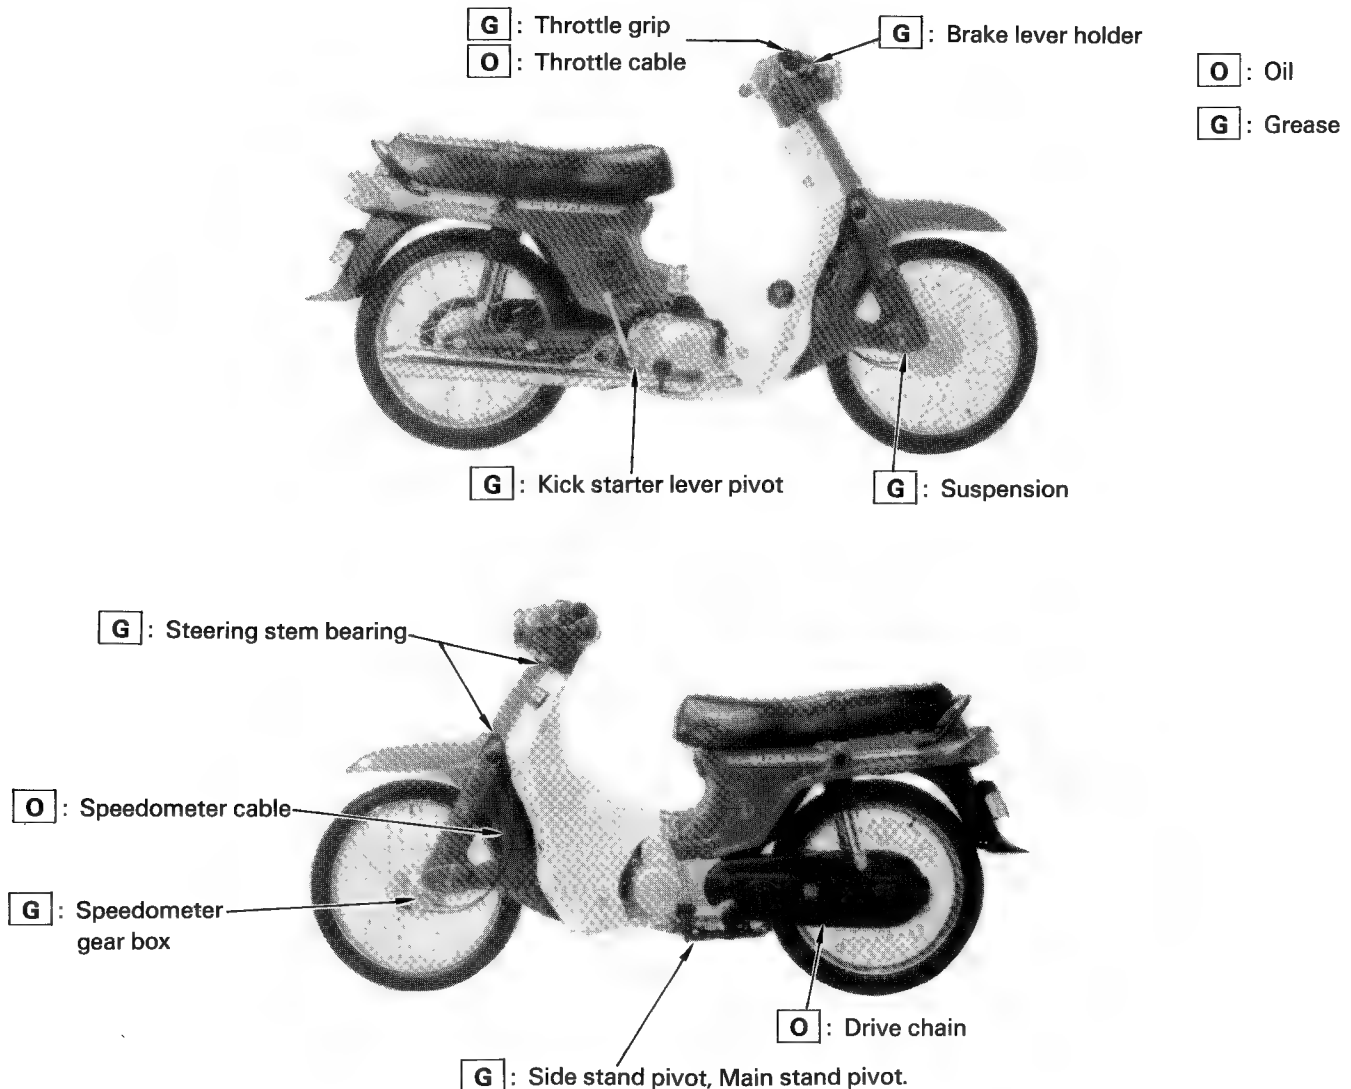 G : Throttle grip
O : Throttle cable
G : Brake lever holder
O : Oil
G : Grease
G : Kick starter lever pivot
G : Suspension
G : Steering stem bearing
O : Speedometer cable
G : Speedometer
gear box
O : Drive chain
G : Side stand pivot, Main stand pivot.